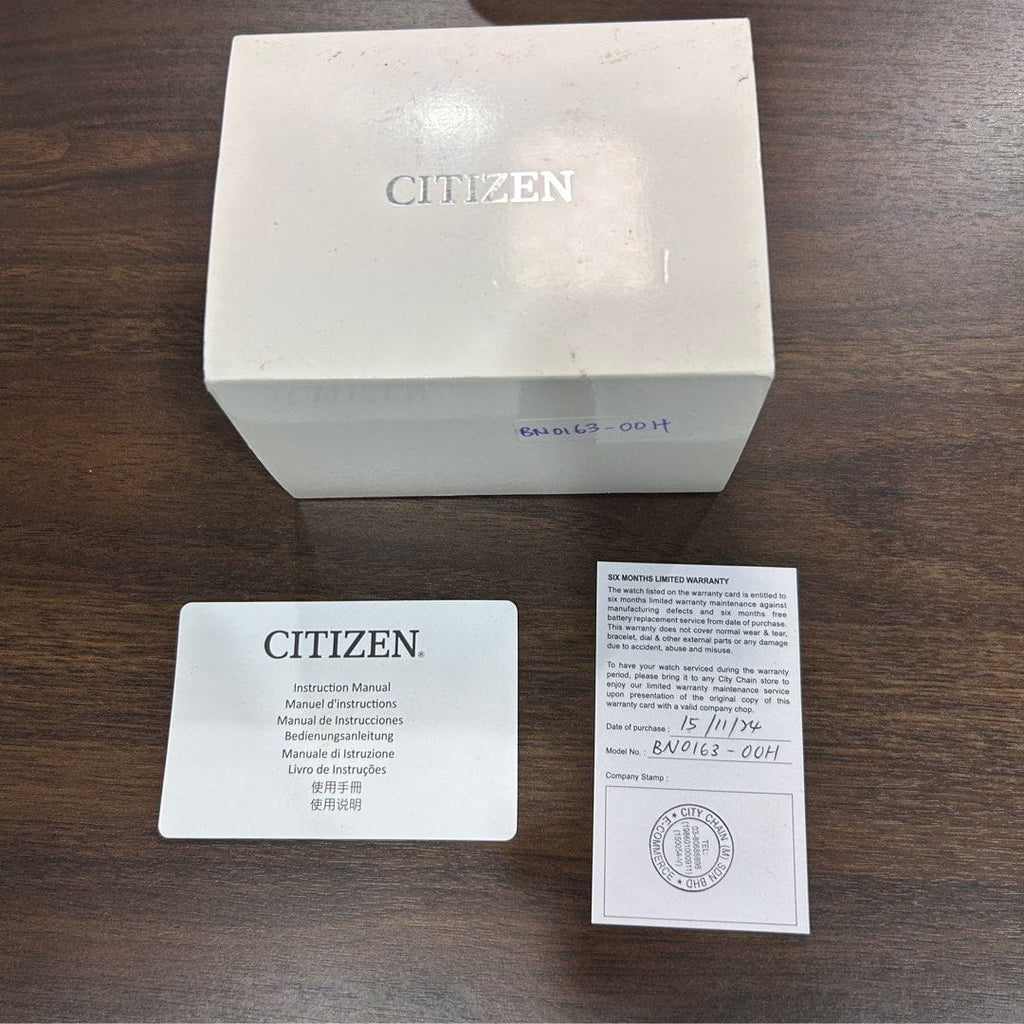 CITIZEN
BN0163-00H
CITIZEN®
Instruction Manual
Manuel d'instructions
Manual de Instrucciones
Bedienungsanleitung
Manuale di Istruzione
Livro de Instruções
使用手冊
使用说明
SIX MONTHS LIMITED WARRANTY
The watch listed on the warranty card is entitled to
six months limited warranty maintenance against
manufacturing defects and six months free
battery replacement service from date of purchase.
This warranty does not cover normal wear & tear,
bracelet, dial & other external parts or any damage
due to accident, abuse and misuse.
To have your watch serviced during the warranty
period, please bring it to any City Chain store to
enjoy our limited warranty maintenance service
upon presentation of the original copy of this
warranty card with a valid company chop.
Date of purchase : 15/11/24
Model No. : BN0163-00H
Company Stamp :
★ CITY CHAIN (M) SDN BHD ★ E-COMMERCE
TEL: